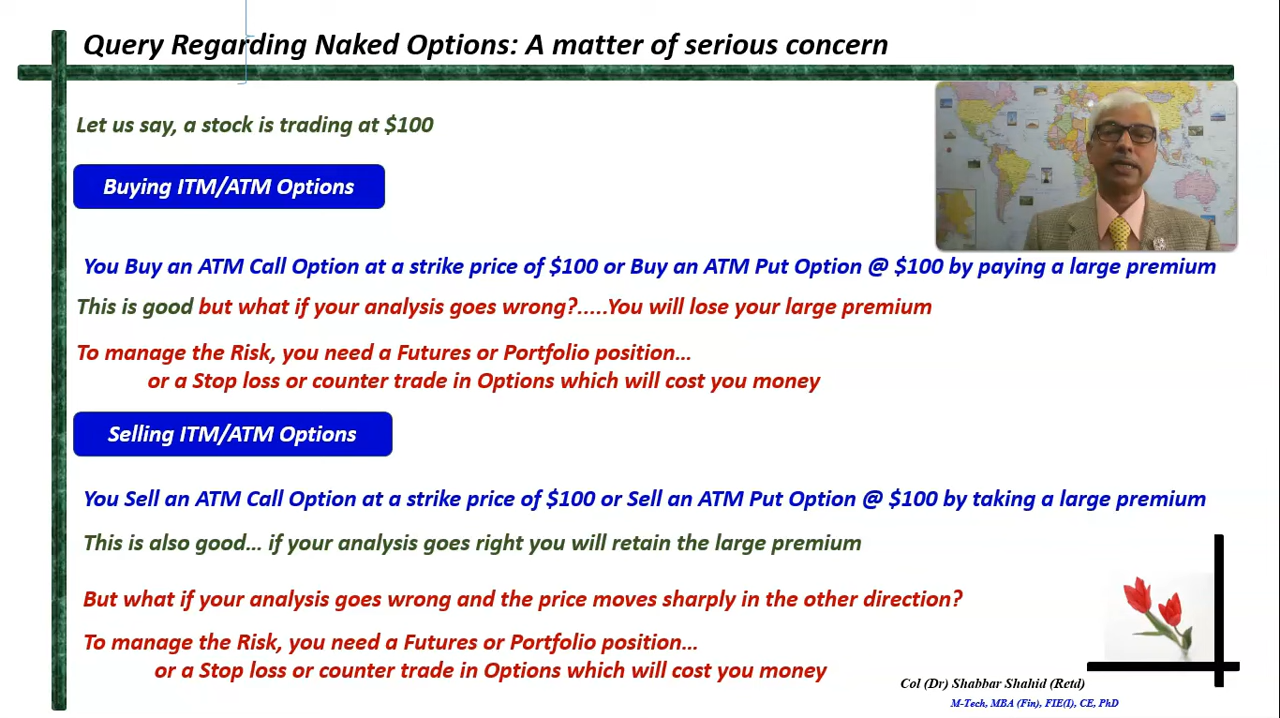 Query Regarding Naked Options: A matter of serious concern
Let us say, a stock is trading at $100
Buying ITM/ATM Options
You Buy an ATM Call Option at a strike price of $100 or Buy an ATM Put Option @ $100 by paying a large premium
This is good but what if your analysis goes wrong?.....You will lose your large premium
To manage the Risk, you need a Futures or Portfolio position...
or a Stop loss or counter trade in Options which will cost you money
Selling ITM/ATM Options
You Sell an ATM Call Option at a strike price of $100 or Sell an ATM Put Option @ $100 by taking a large premium
This is also good... if your analysis goes right you will retain the large premium
But what if your analysis goes wrong and the price moves sharply in the other direction?
To manage the Risk, you need a Futures or Portfolio position...
or a Stop loss or counter trade in Options which will cost you money
Col (Dr) Shabbar Shahid (Retd)
M-Tech, MBA (Fin), FIE(I), CE, PhD